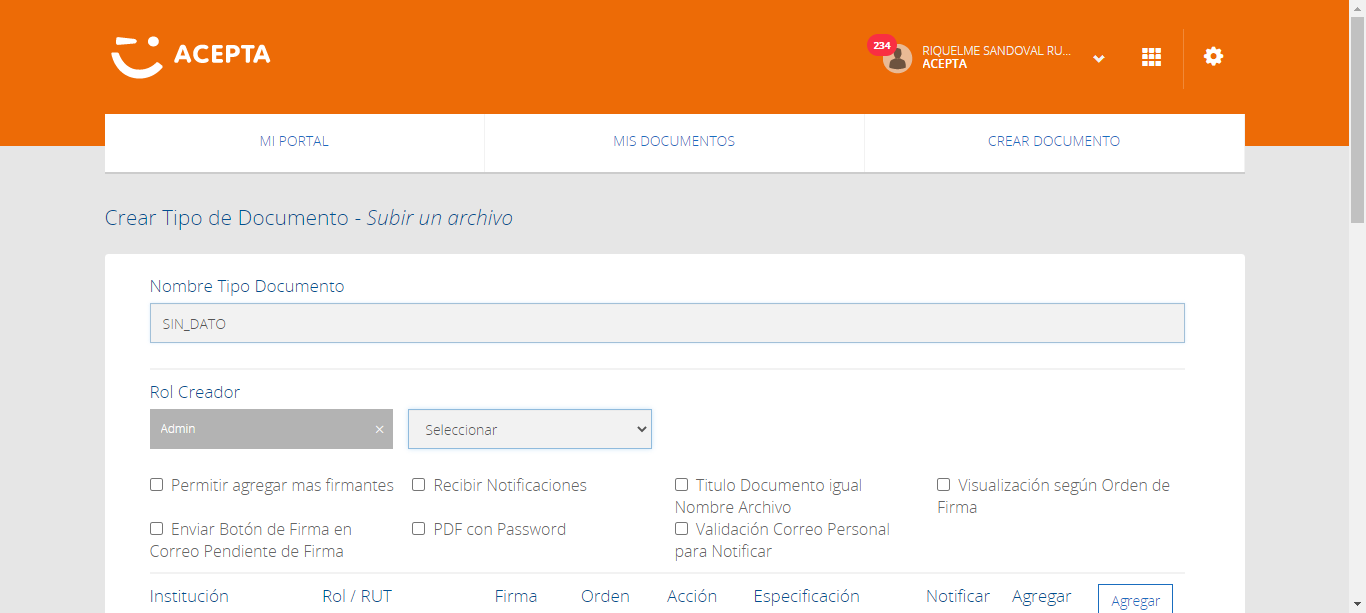 ACEPTA
234
RIQUELME SANDOVAL RU...
ACEPTA
MI PORTAL
MIS DOCUMENTOS
CREAR DOCUMENTO
Crear Tipo de Documento - Subir un archivo
Nombre Tipo Documento
SIN_DATO
Rol Creador
Admin ×
Seleccionar
Permitir agregar mas firmantes
Recibir Notificaciones
Titulo Documento igual
Nombre Archivo
Visualización según Orden de
Firma
Enviar Botón de Firma en
Correo Pendiente de Firma
PDF con Password
Validación Correo Personal
para Notificar
Institución Rol / RUT Firma Orden Acción Especificación Notificar Agregar Agregar